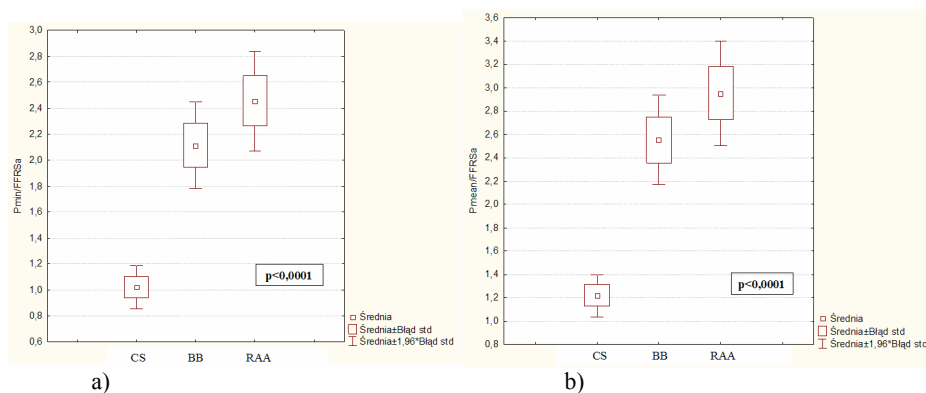 3,0
2,8
2,6
2,4
2,2
2,0
1,8
1,6
1,4
1,2
1,0
0,8
0,6
Pmin/FFRSa
p<0,0001
CS BB RAA
Średnia
Średnia±Błąd std
Średnia±1,96*Błąd std
a)
3,6
3,4
3,2
3,0
2,8
2,6
2,4
2,2
2,0
1,8
1,6
1,4
1,2
1,0
0,8
Pmean/FFRSa
p<0,0001
CS BB RAA
Średnia
Średnia±Błąd std
Średnia±1,96*Błąd std
b)